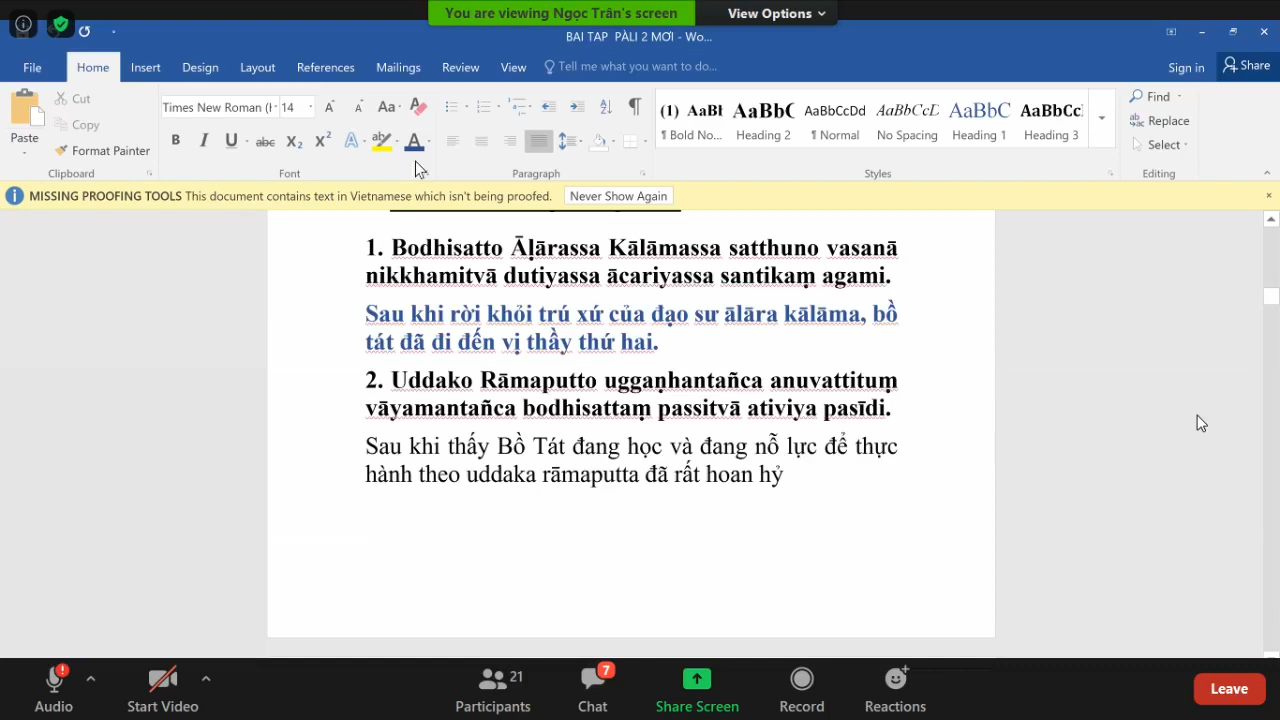 You are viewing Ngọc Trân's screen View Options
BAI TAP PÀLI 2 MƠI - Wo...
File Home Insert Design Layout References Mailings Review View Tell me what you want to do... Sign in Share
Paste Cut Copy Format Painter
Times New Roman (H 14
Aa
B I U abc X₂ X² A A
(1) AaBl AaBbC AaBbCcDd AaBbCcD AaBbC AaBbCc
¶ Bold No... Heading 2 ¶ Normal No Spacing Heading 1 Heading 3
Find
Replace
Select
Clipboard Font Paragraph Styles Editing
MISSING PROOFING TOOLS This document contains text in Vietnamese which isn't being proofed. Never Show Again
1. Bodhisatto Āḷārassa Kālāmassa satthuno vasanā
nikkhamitvā dutiyassa ācariyassa santikaṃ agami.
Sau khi rời khỏi trú xứ của đạo sư ālāra kālāma, bồ
tát đã đi đến vị thầy thứ hai.
2. Uddako Rāmaputto uggaṇhantañca anuvattituṃ
vāyamantañca bodhisattaṃ passitvā ativiya pasīdi.
Sau khi thấy Bồ Tát đang học và đang nỗ lực để thực
hành theo uddaka rāmaputta đã rất hoan hỷ
Audio Start Video Participants 21 Chat 7 Share Screen Record Reactions Leave